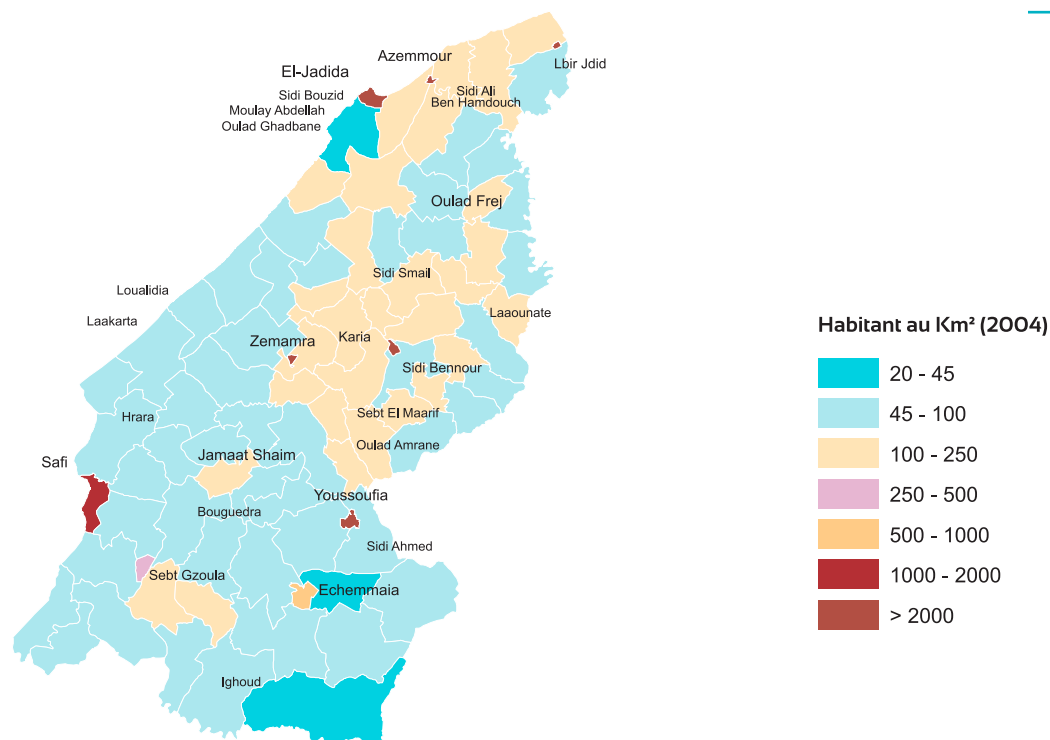 Azemmour
Lbir Jdid
El-Jadida
Sidi Bouzid
Sidi Ali
Ben Hamdouch
Moulay Abdellah
Oulad Ghadbane
Oulad Frej
Sidi Smail
Loualidia
Laakarta
Laaounate
Zemamra
Karia
Sidi Bennour
Hrara
Sebt El Maarif
Oulad Amrane
Jamaat Shaim
Safi
Youssoufia
Bouguedra
Sidi Ahmed
Sebt Gzoula
Echemmaia
Ighoud
Habitant au Km² (2004)
20 - 45
45 - 100
100 - 250
250 - 500
500 - 1000
1000 - 2000
> 2000